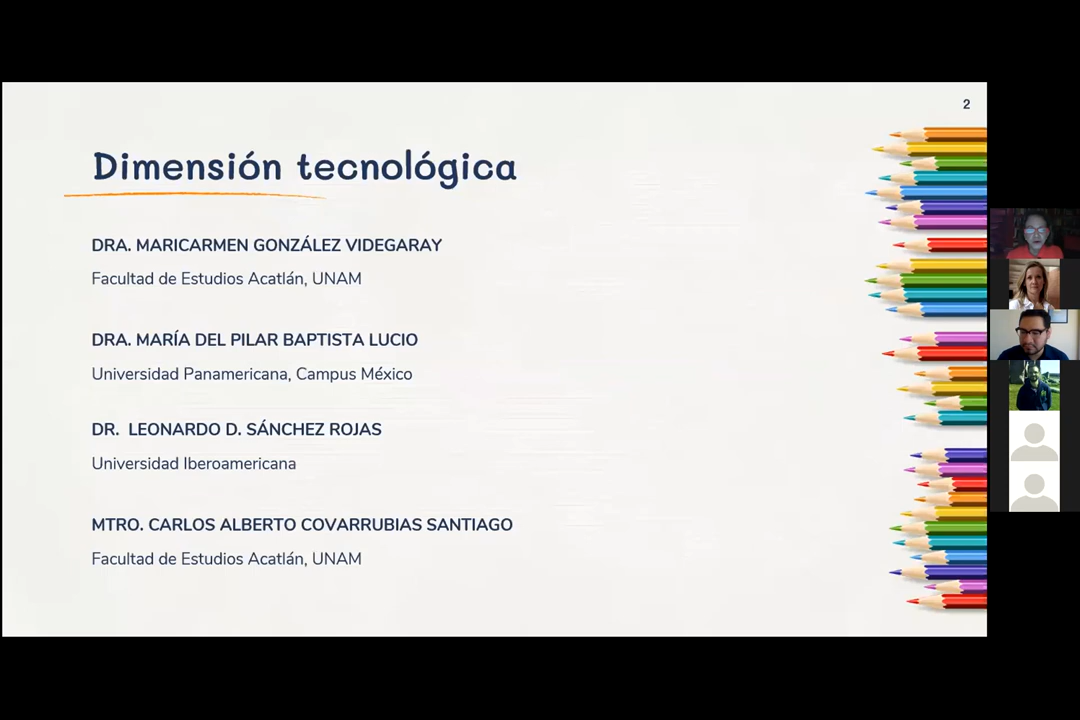 2
Dimensión tecnológica
DRA. MARICARMEN GONZÁLEZ VIDEGARAY
Facultad de Estudios Acatlán, UNAM
DRA. MARÍA DEL PILAR BAPTISTA LUCIO
Universidad Panamericana, Campus México
DR. LEONARDO D. SÁNCHEZ ROJAS
Universidad Iberoamericana
MTRO. CARLOS ALBERTO COVARRUBIAS SANTIAGO
Facultad de Estudios Acatlán, UNAM